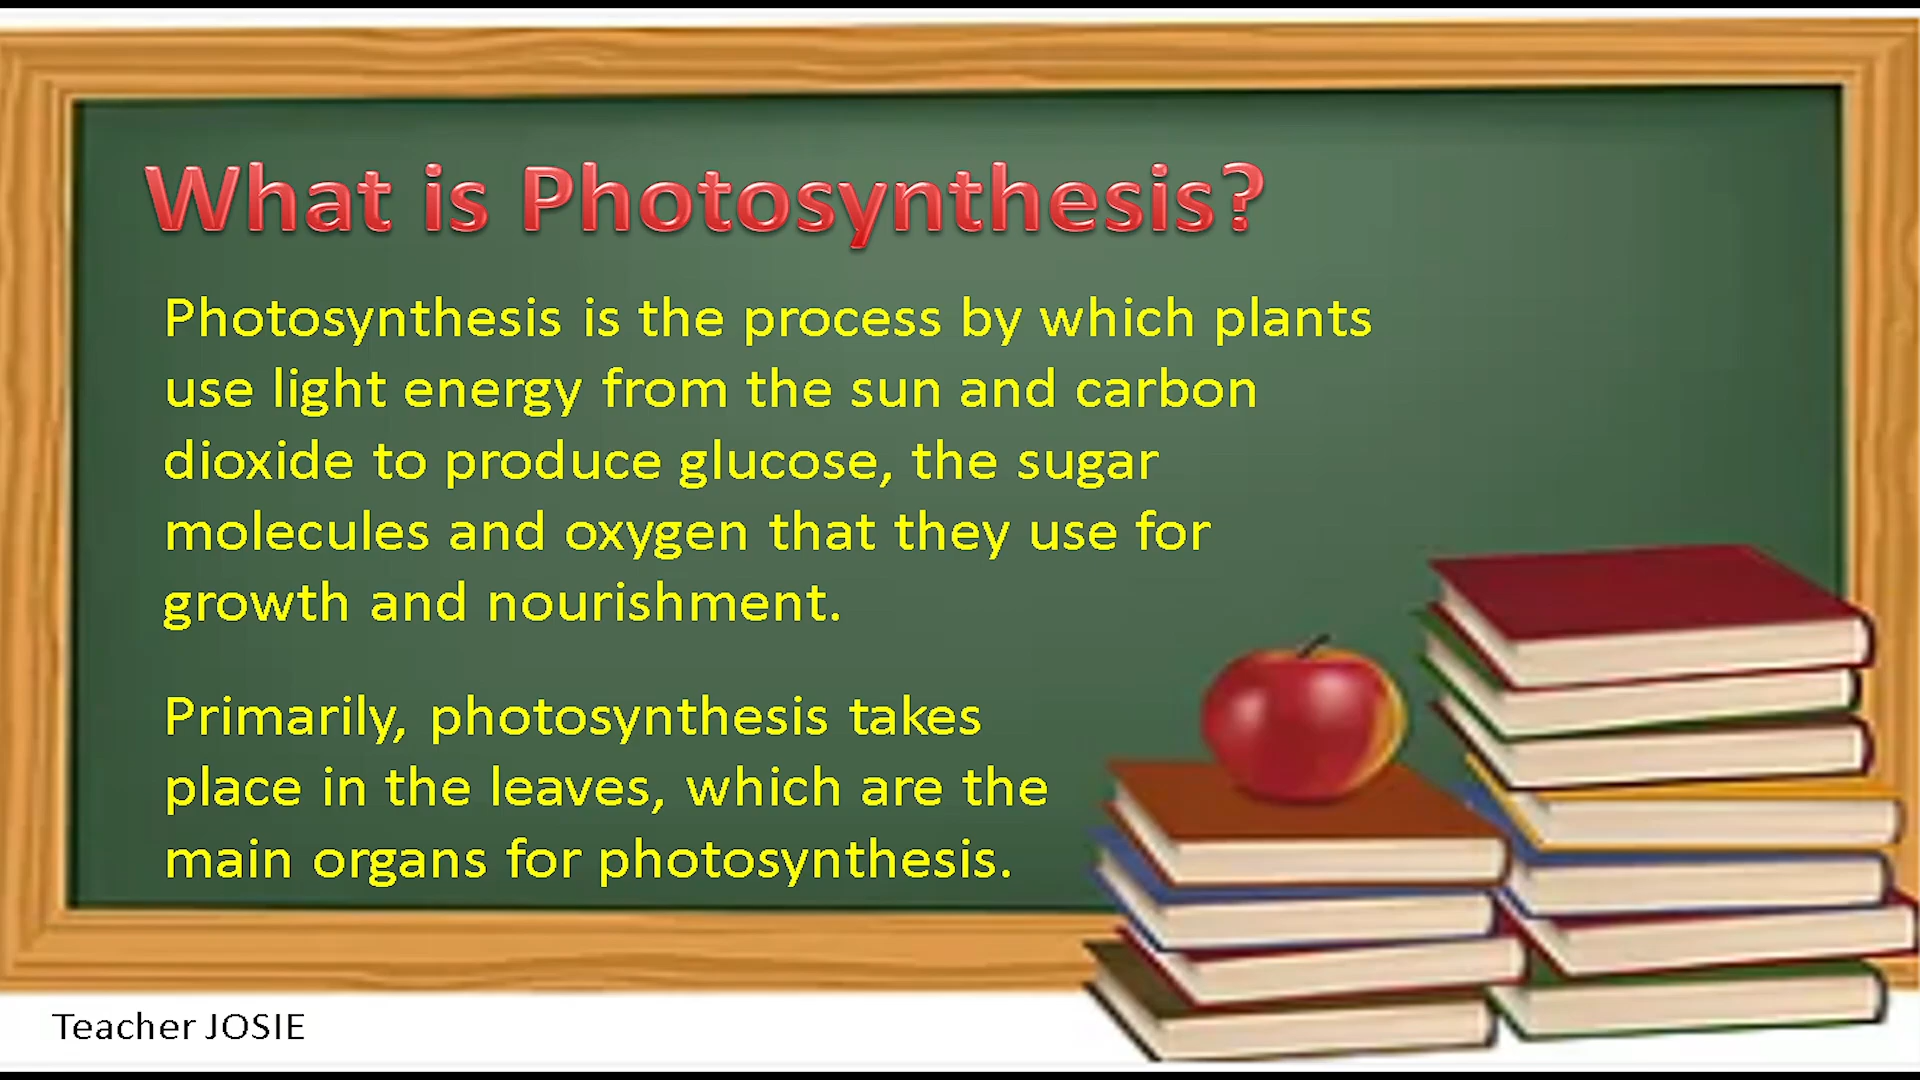 What is Photosynthesis?
Photosynthesis is the process by which plants
use light energy from the sun and carbon
dioxide to produce glucose, the sugar
molecules and oxygen that they use for
growth and nourishment.
Primarily, photosynthesis takes
place in the leaves, which are the
main organs for photosynthesis.
Teacher JOSIE